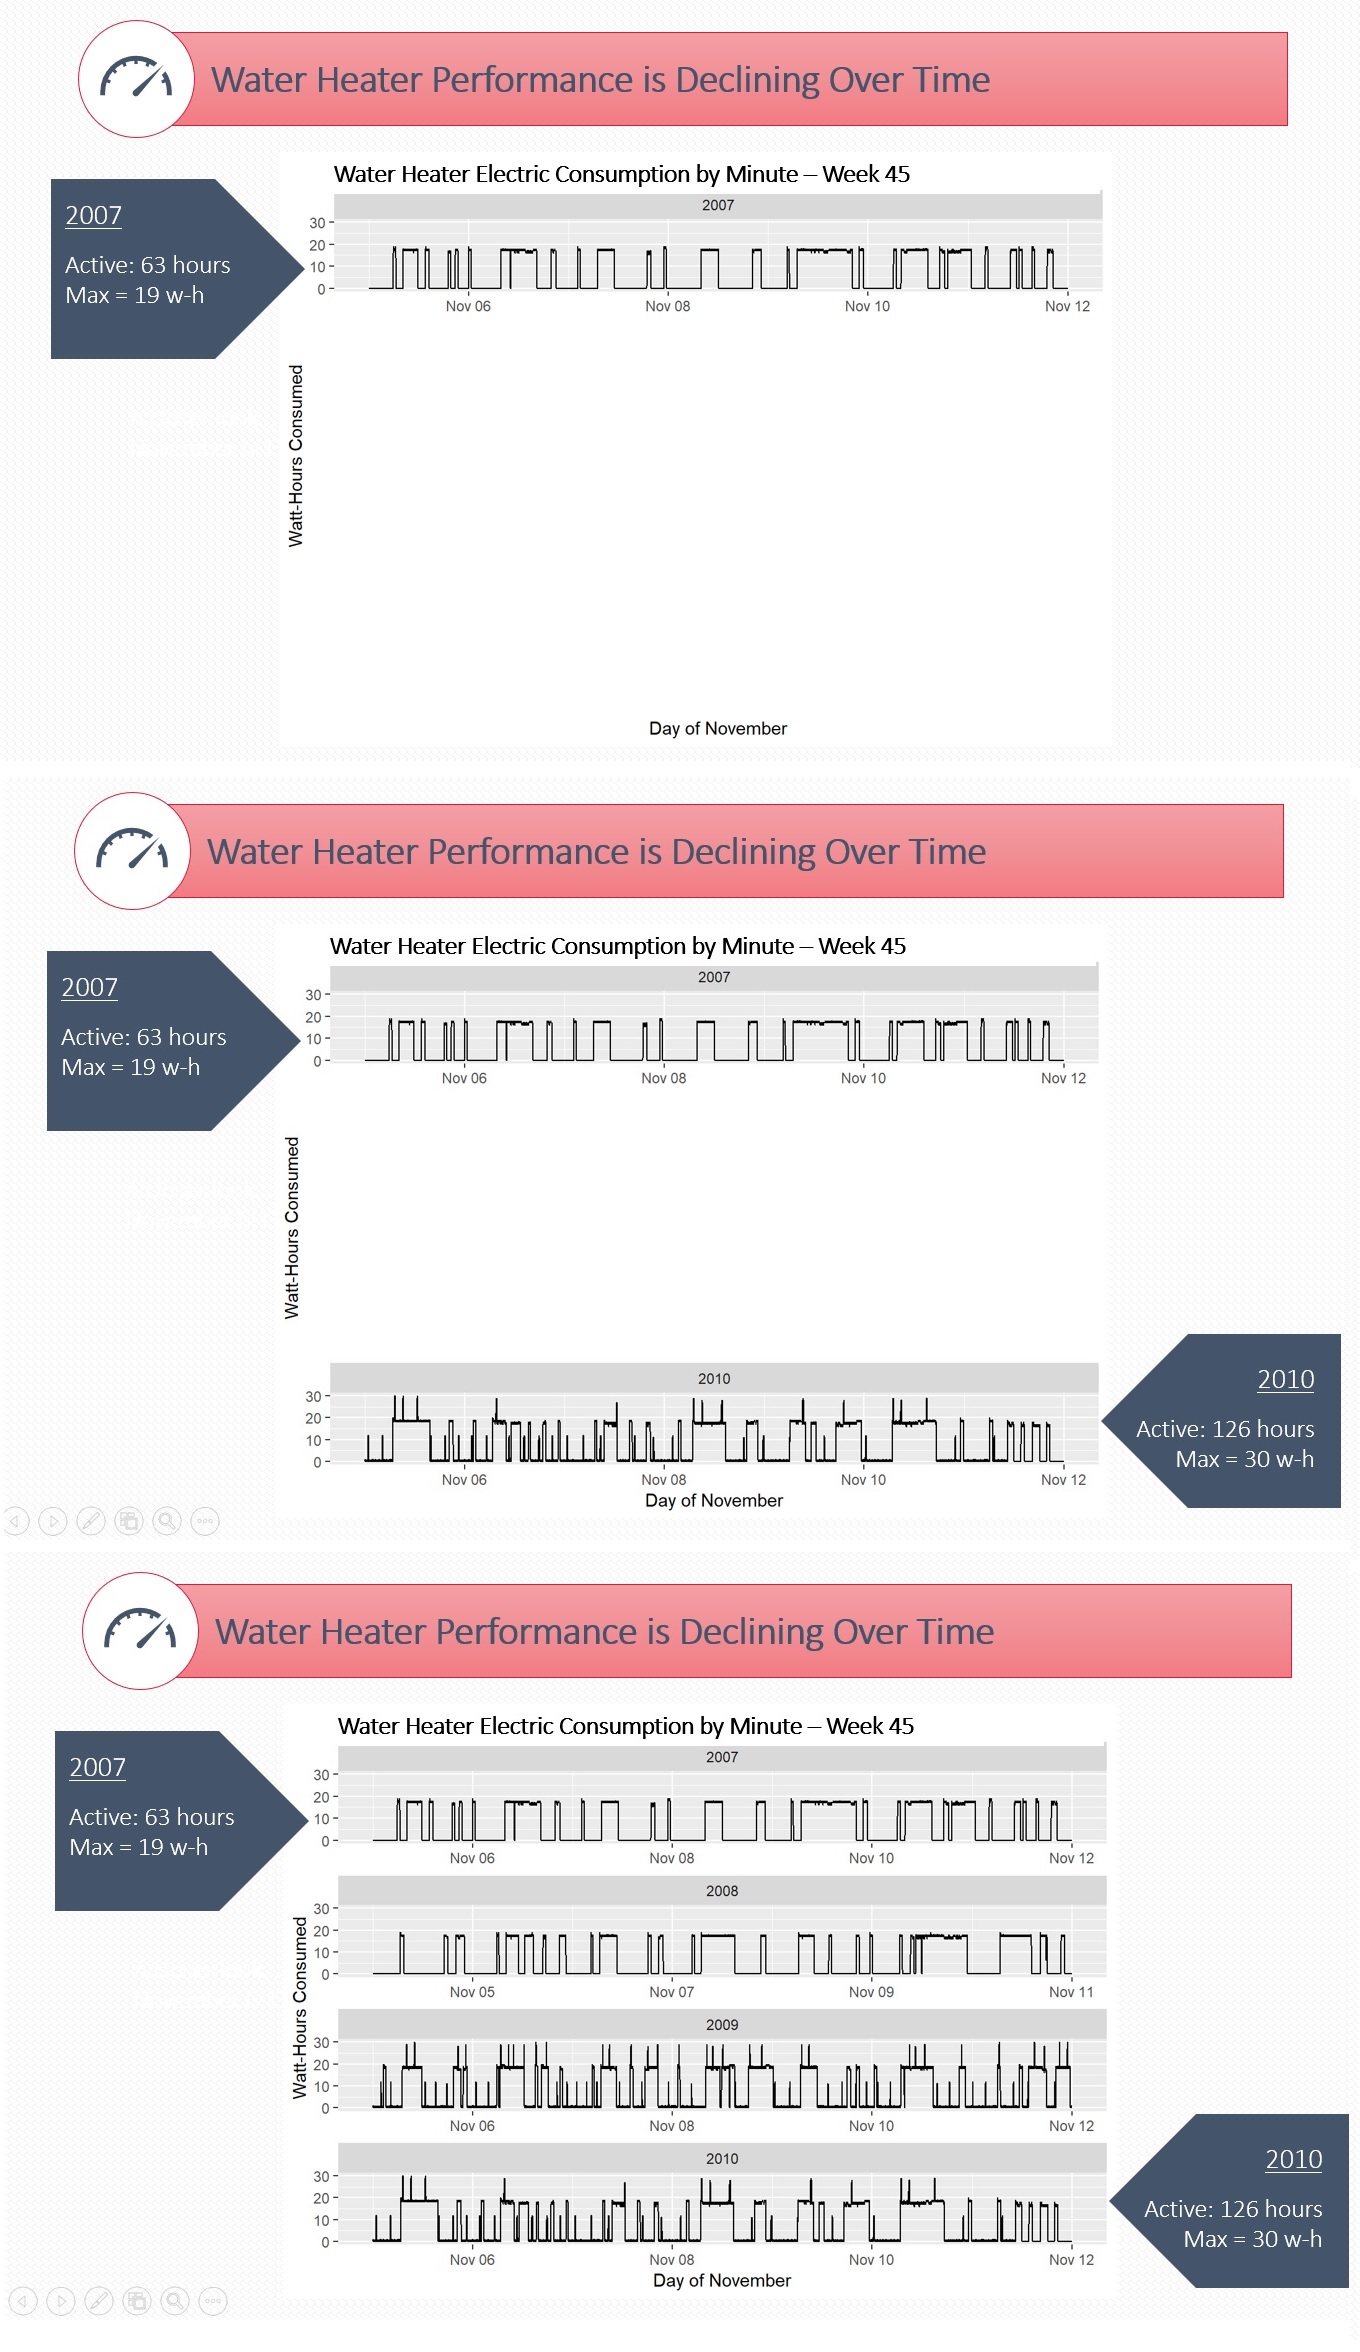 Water Heater Performance is Declining Over Time
Water Heater Electric Consumption by Minute – Week 45
2007
Active: 63 hours
Max = 19 w-h
2007
30
20
10
0
Nov 06 Nov 08 Nov 10 Nov 12
Watt-Hours Consumed
Day of November
Water Heater Performance is Declining Over Time
Water Heater Electric Consumption by Minute – Week 45
2007
Active: 63 hours
Max = 19 w-h
2007
30
20
10
0
Nov 06 Nov 08 Nov 10 Nov 12
Watt-Hours Consumed
2010
30
20
10
0
Nov 06 Nov 08 Nov 10 Nov 12
Day of November
2010
Active: 126 hours
Max = 30 w-h
Water Heater Performance is Declining Over Time
Water Heater Electric Consumption by Minute – Week 45
2007
Active: 63 hours
Max = 19 w-h
2007
30
20
10
0
Nov 06 Nov 08 Nov 10 Nov 12
2008
30
20
10
0
Nov 05 Nov 07 Nov 09 Nov 11
Watt-Hours Consumed
2009
30
20
10
0
Nov 06 Nov 08 Nov 10 Nov 12
2010
30
20
10
0
Nov 06 Nov 08 Nov 10 Nov 12
Day of November
2010
Active: 126 hours
Max = 30 w-h